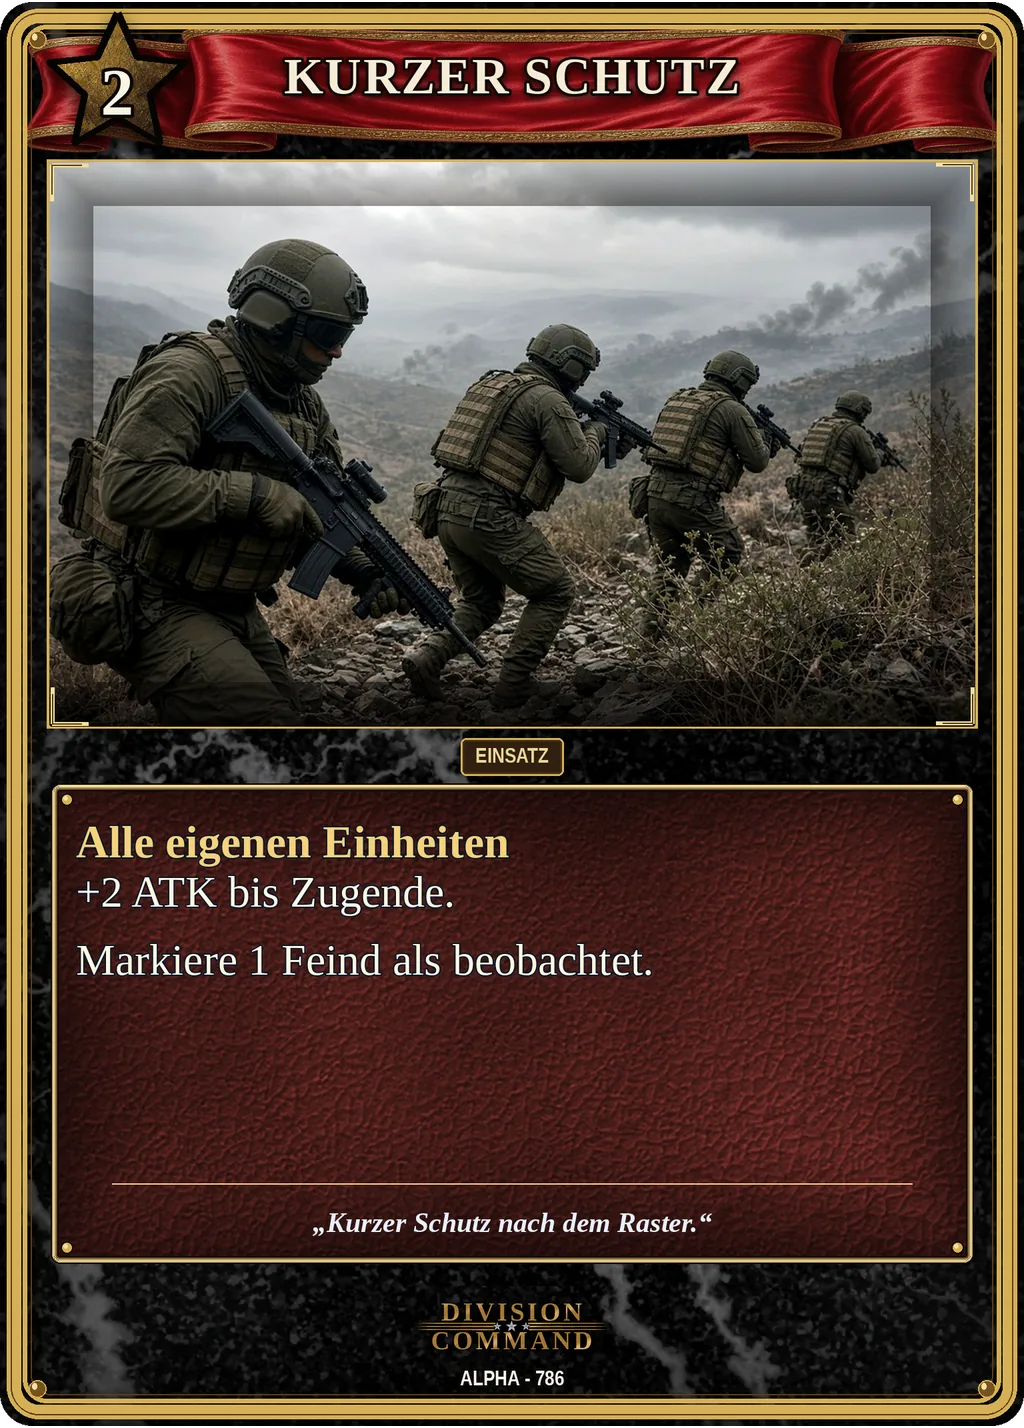 2
KURZER SCHUTZ
EINSATZ
Alle eigenen Einheiten
+2 ATK bis Zugende.
Markiere 1 Feind als beobachtet.
„Kurzer Schutz nach dem Raster.“
DIVISION
COMMAND
ALPHA - 786